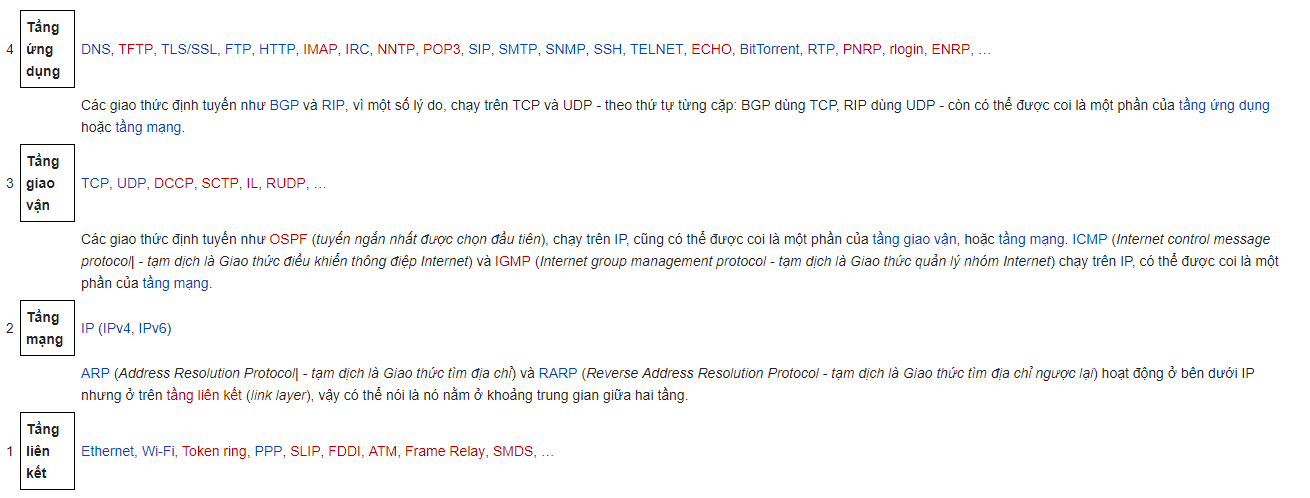 4 Tầng ứng dụng DNS, TFTP, TLS/SSL, FTP, HTTP, IMAP, IRC, NNTP, POP3, SIP, SMTP, SNMP, SSH, TELNET, ECHO, BitTorrent, RTP, PNRP, rlogin, ENRP, …
Các giao thức định tuyến như BGP và RIP, vì một số lý do, chạy trên TCP và UDP - theo thứ tự từng cặp: BGP dùng TCP, RIP dùng UDP - còn có thể được coi là một phần của tầng ứng dụng
hoặc tầng mạng.
3 Tầng giao vận TCP, UDP, DCCP, SCTP, IL, RUDP, …
Các giao thức định tuyến như OSPF (tuyến ngắn nhất được chọn đầu tiên), chạy trên IP, cũng có thể được coi là một phần của tầng giao vận, hoặc tầng mạng. ICMP (Internet control message
protocol| - tạm dịch là Giao thức điều khiển thông điệp Internet) và IGMP (Internet group management protocol - tạm dịch là Giao thức quản lý nhóm Internet) chạy trên IP, có thể được coi là một
phần của tầng mạng.
2 Tầng mạng IP (IPv4, IPv6)
ARP (Address Resolution Protocol| - tạm dịch là Giao thức tìm địa chỉ) và RARP (Reverse Address Resolution Protocol - tạm dịch là Giao thức tìm địa chỉ ngược lại) hoạt động ở bên dưới IP
nhưng ở trên tầng liên kết (link layer), vậy có thể nói là nó nằm ở khoảng trung gian giữa hai tầng.
1 Tầng liên kết Ethernet, Wi-Fi, Token ring, PPP, SLIP, FDDI, ATM, Frame Relay, SMDS, …